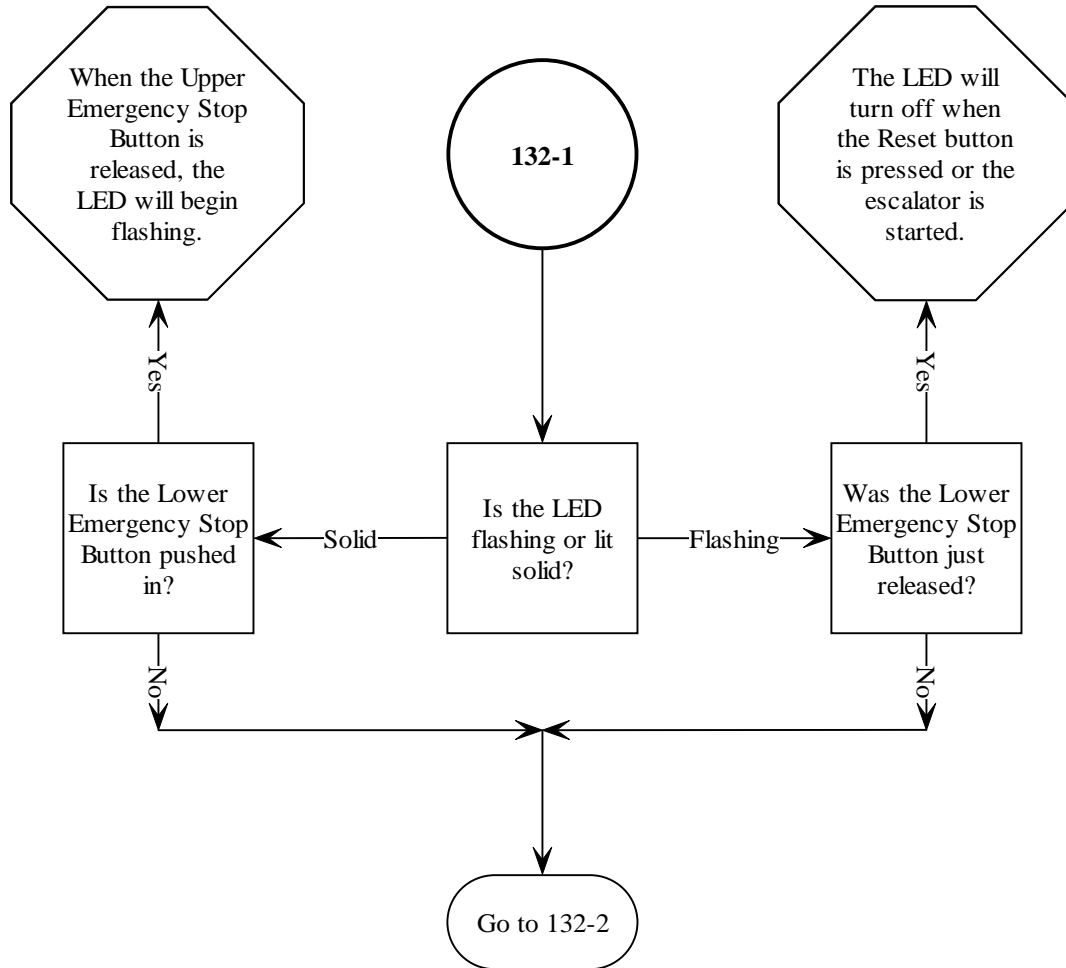 When the Upper
Emergency Stop
Button is
released, the
LED will begin
flashing.
132-1
The LED will
turn off when
the Reset button
is pressed or the
escalator is
started.
Yes
Yes
Is the Lower
Emergency Stop
Button pushed
in?
Solid
Is the LED
flashing or lit
solid?
Flashing
Was the Lower
Emergency Stop
Button just
released?
No
No
Go to 132-2